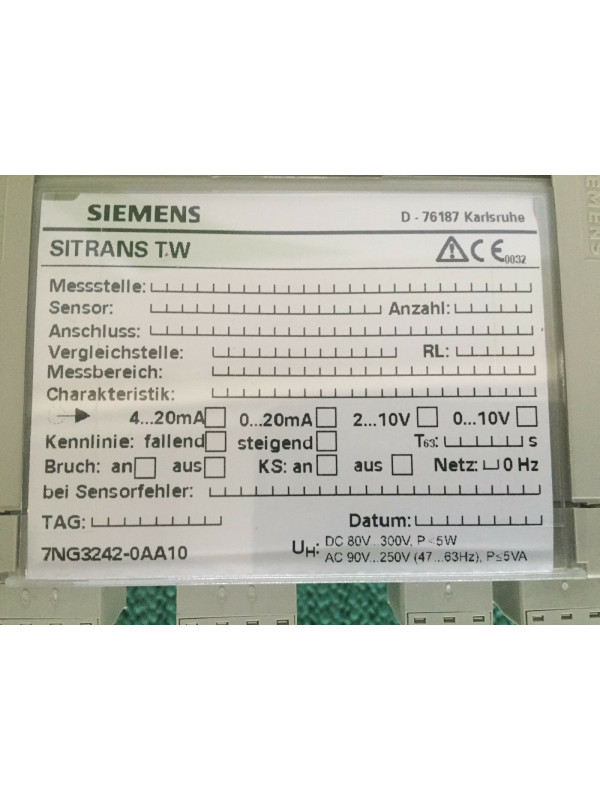 SIEMENS D - 76187 Karlsruhe
SITRANS T.W CE 0032
Messstelle:
Sensor: Anzahl:
Anschluss:
Vergleichstelle: RL:
Messbereich:
Charakteristik:
4...20mA 0...20mA 2...10V 0...10V
Kennlinie: fallend steigend T63: s
Bruch: an aus KS: an aus Netz: 0 Hz
bei Sensorfehler:
TAG: Datum:
7NG3242-0AA10 UH: DC 80V...300V, P<5W
AC 90V...250V (47...63Hz), P≤5VA